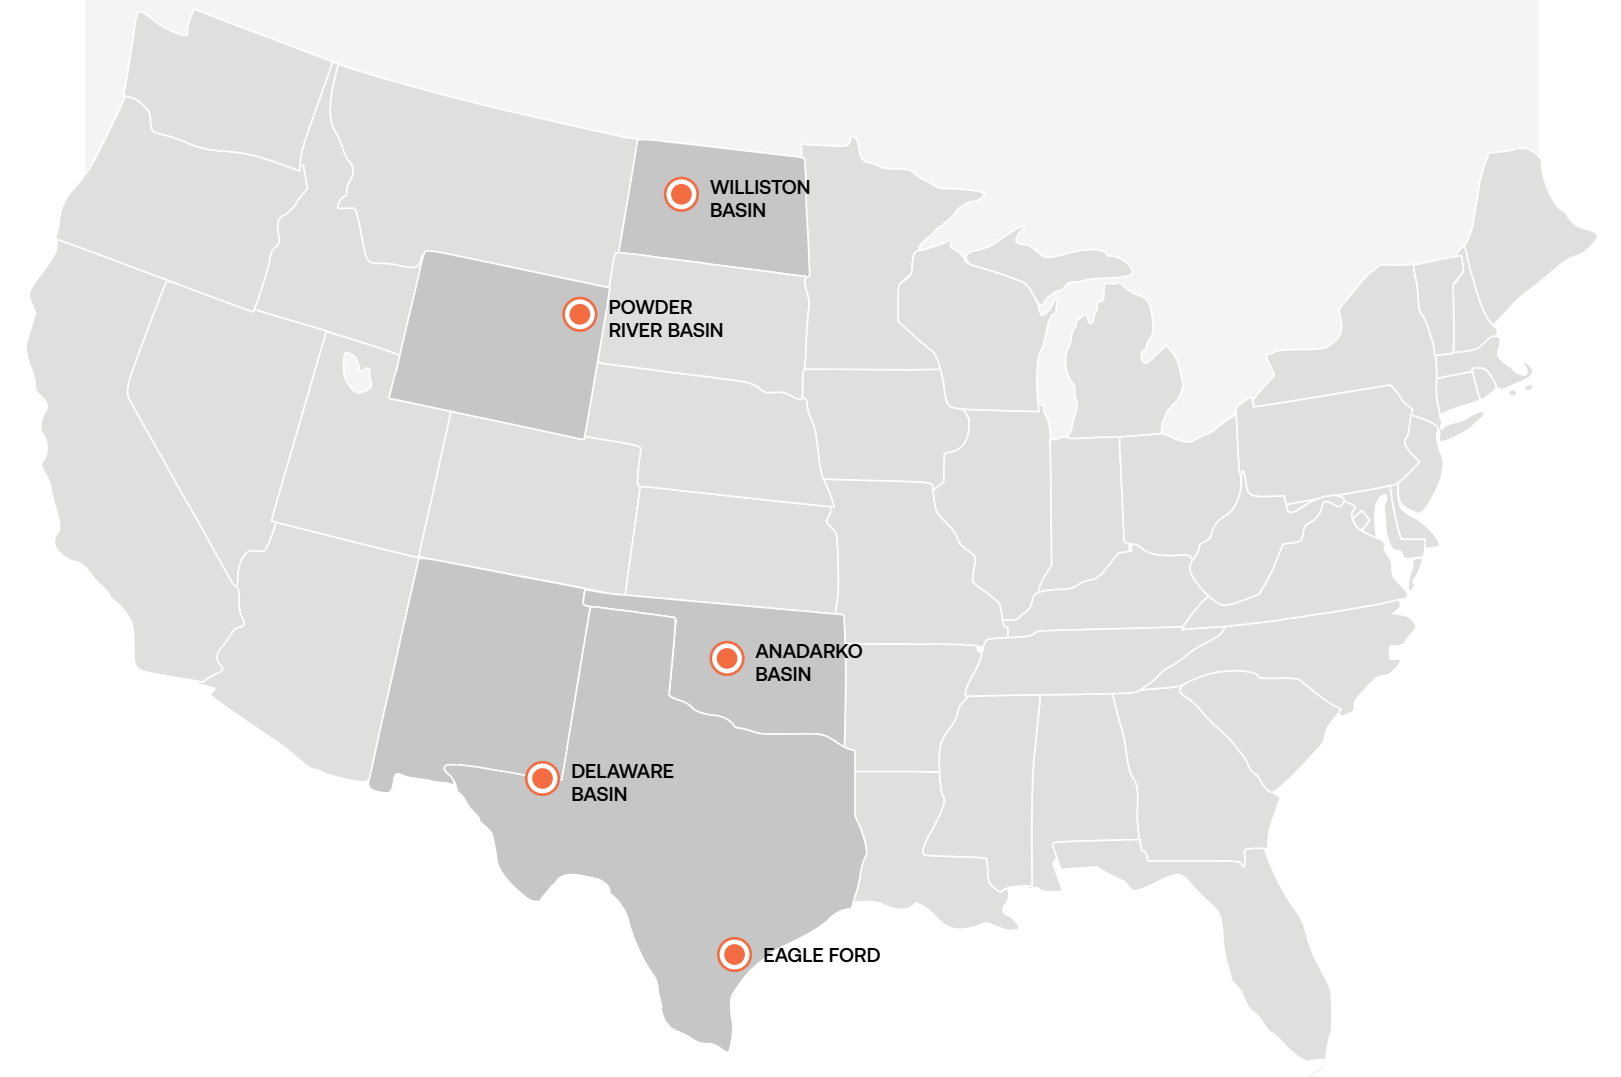 WILLISTON
BASIN
POWDER
RIVER BASIN
ANADARKO
BASIN
DELAWARE
BASIN
EAGLE FORD